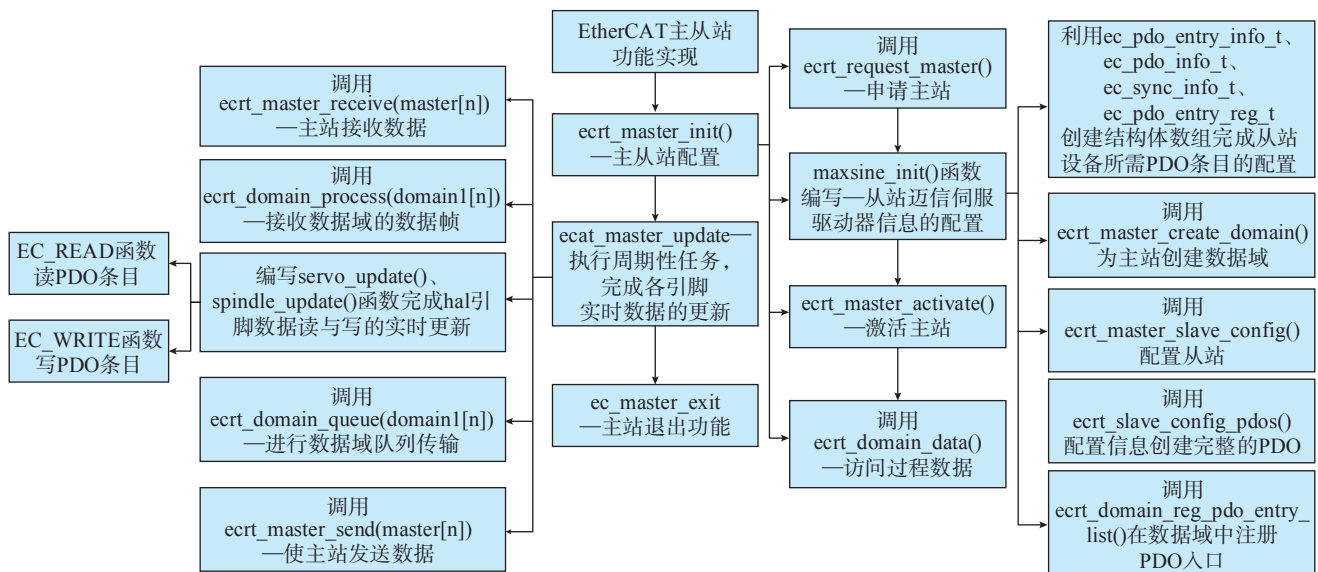 EtherCAT主从站
功能实现
ecrt_master_init()
—主从站配置
ecat_master_update—
执行周期性任务，
完成各引脚
实时数据的更新
ec_master_exit
—主站退出功能
调用
ecrt_master_receive(master[n])
—主站接收数据
调用
ecrt_domain_process(domain1[n])
—接收数据域的数据帧
编写servo_update()、
spindle_update()函数完成hal引
脚数据读与写的实时更新
EC_READ函数
读PDO条目
EC_WRITE函数
写PDO条目
调用
ecrt_domain_queue(domain1[n])
—进行数据域队列传输
调用
ecrt_master_send(master[n])
—使主站发送数据
调用
ecrt_request_master()
—申请主站
maxsine_init()函数
编写—从站迈信伺服
驱动器信息的配置
ecrt_master_activate()
—激活主站
调用
ecrt_domain_data()
—访问过程数据
利用ec_pdo_entry_info_t、
ec_pdo_info_t、
ec_sync_info_t、
ec_pdo_entry_reg_t
创建结构体数组完成从站
设备所需PDO条目的配置
调用
ecrt_master_create_domain()
为主站创建数据域
调用
ecrt_master_slave_config()
配置从站
调用
ecrt_slave_config_pdos()
配置信息创建完整的PDO
调用
ecrt_domain_reg_pdo_entry_
list()在数据域中注册
PDO入口